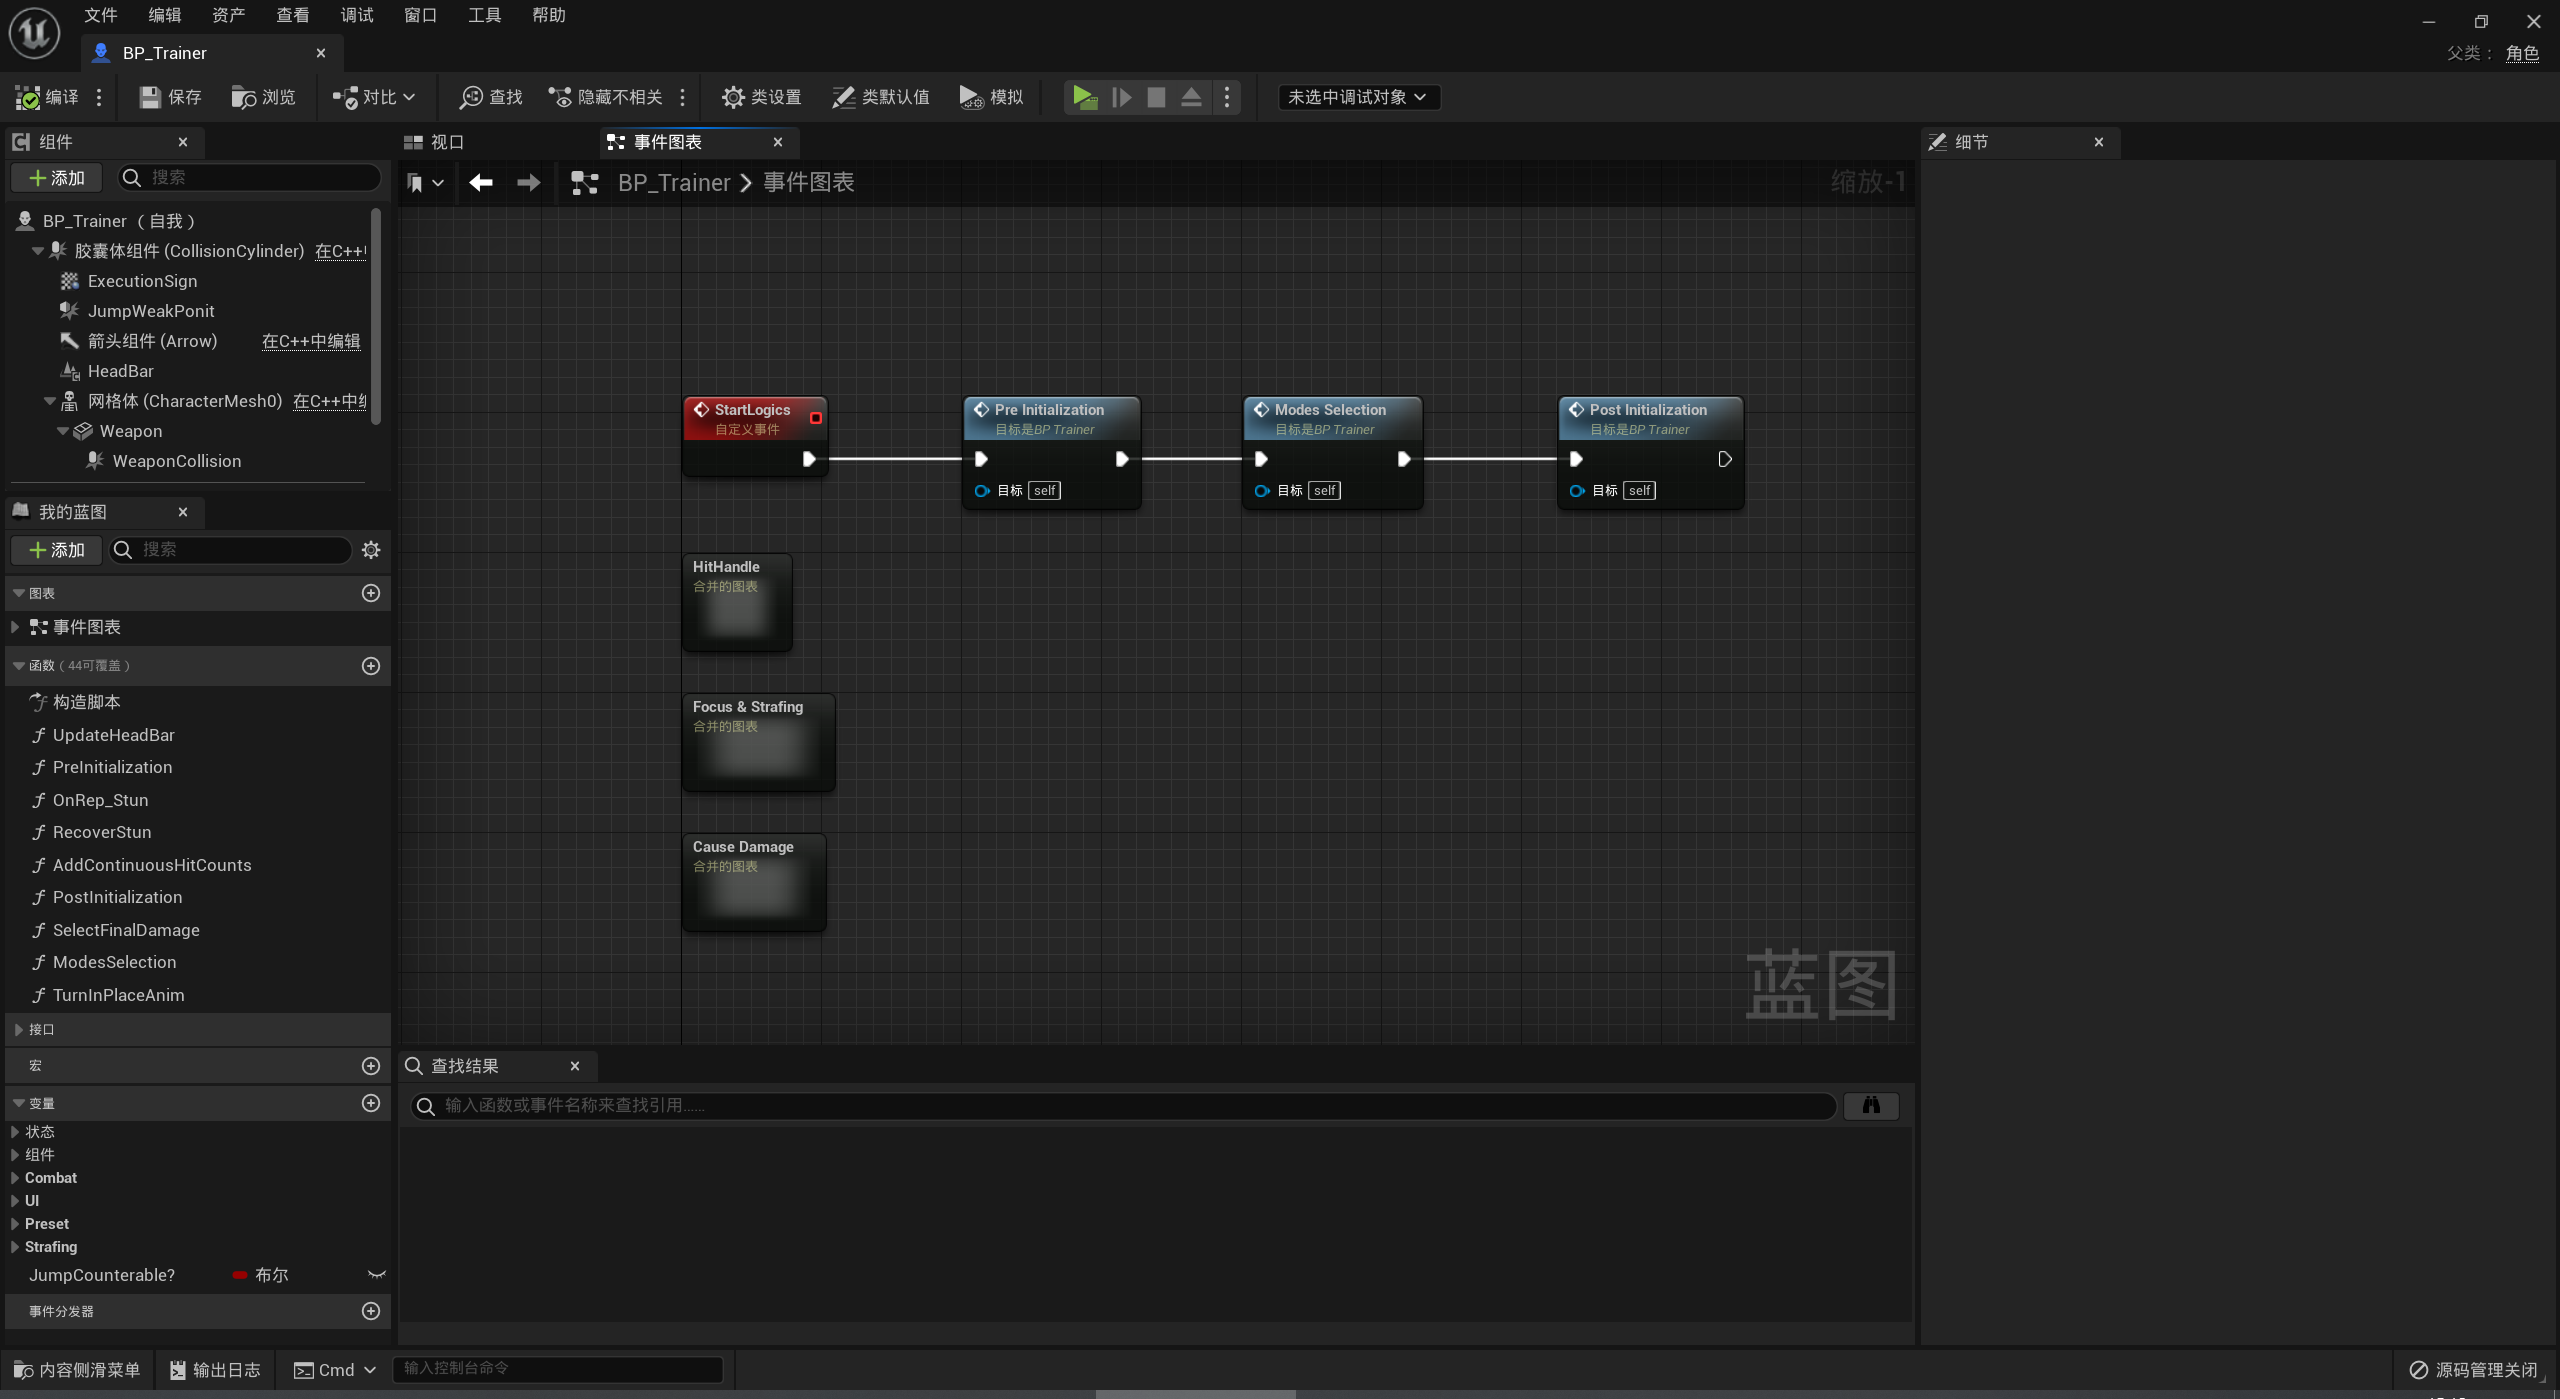 文件 编辑 资产 查看 调试 窗口 工具 帮助
BP_Trainer
父类： 角色
编译 保存 浏览 对比 查找 隐藏不相关 类设置 类默认值 模拟 未选中调试对象
组件
添加 搜索
BP_Trainer （自我）
胶囊体组件 (CollisionCylinder) 在C++
ExecutionSign
JumpWeakPonit
箭头组件 (Arrow) 在C++中编辑
HeadBar
网格体 (CharacterMesh0) 在C++中
Weapon
WeaponCollision
我的蓝图
添加 搜索
图表
事件图表
函数（44可覆盖）
构造脚本
UpdateHeadBar
PreInitialization
OnRep_Stun
RecoverStun
AddContinuousHitCounts
PostInitialization
SelectFinalDamage
ModesSelection
TurnInPlaceAnim
接口
宏
变量
状态
组件
Combat
UI
Preset
Strafing
JumpCounterable? 布尔
事件分发器
视口 事件图表
BP_Trainer 事件图表 缩放-1
StartLogics
自定义事件
Pre Initialization
目标是BP Trainer
目标 self
Modes Selection
目标是BP Trainer
目标 self
Post Initialization
目标是BP Trainer
目标 self
HitHandle
合并的图表
Focus & Strafing
合并的图表
Cause Damage
合并的图表
蓝图
查找结果
输入函数或事件名称来查找引用……
细节
内容侧滑菜单 输出日志 Cmd 输入控制台命令 源码管理关闭